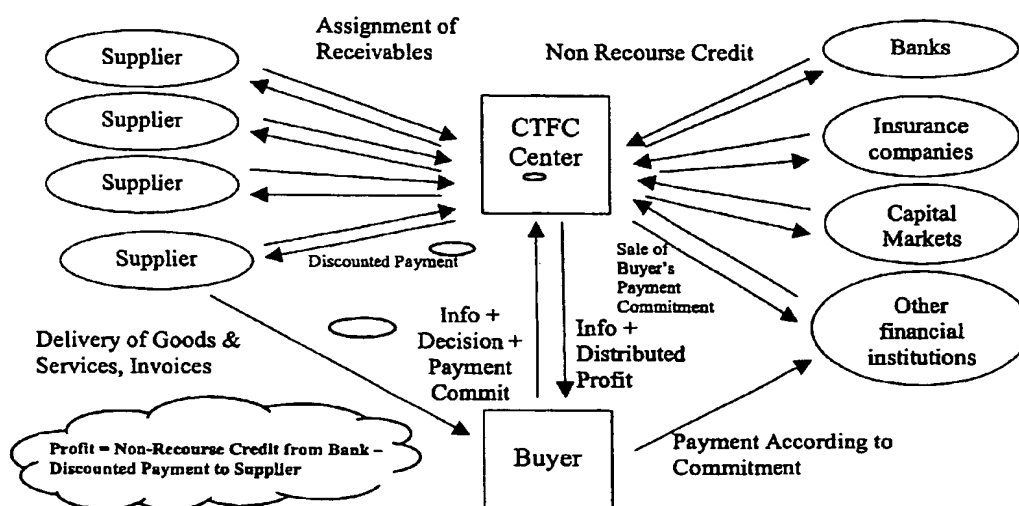 Assignment of
Receivables
Non Recourse Credit
Supplier
Supplier
Supplier
Supplier
CTFC
Center
Banks
Insurance
companies
Capital
Markets
Other
financial
institutions
Discounted Payment
Sale of
Buyer's
Payment
Commitment
Info +
Decision +
Payment
Commit
Info +
Distributed
Profit
Delivery of Goods &
Services, Invoices
Profit = Non-Recourse Credit from Bank –
Discounted Payment to Supplier
Buyer
Payment According to
Commitment